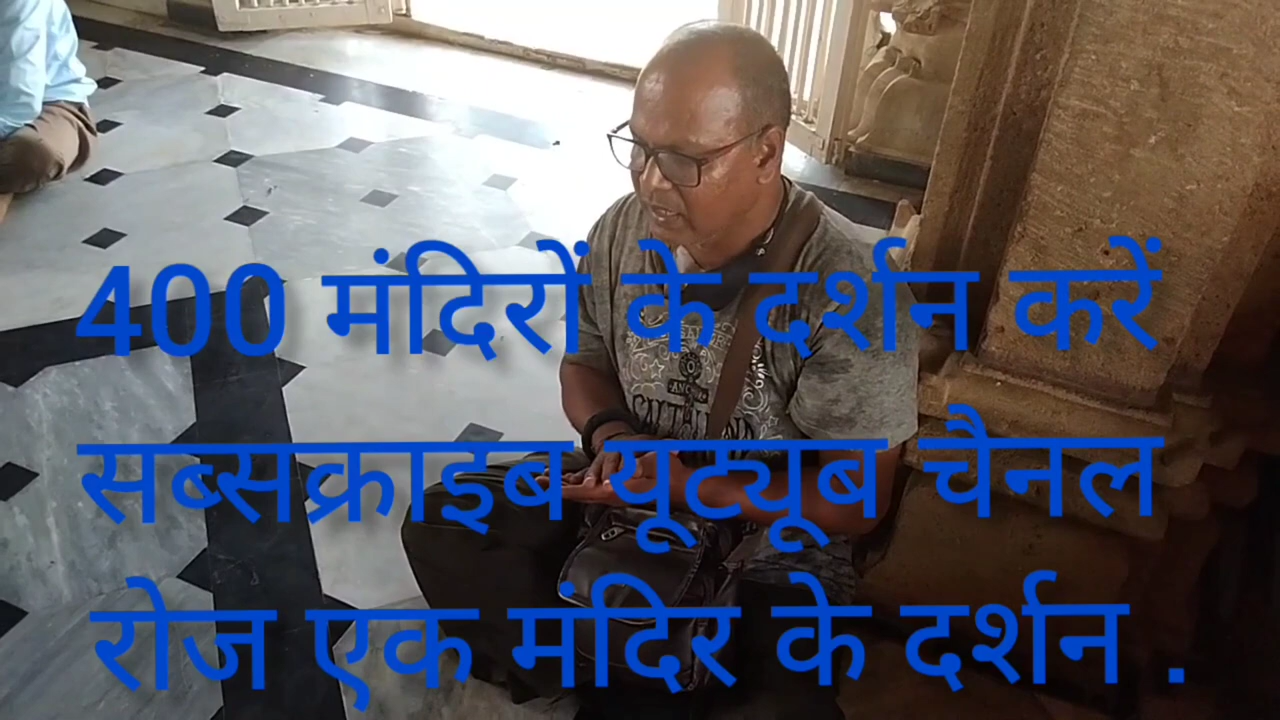 400 मंदिरों के दर्शन करें
सब्सक्राइब यूट्यूब चैनल
रोज एक मंदिर के दर्शन .